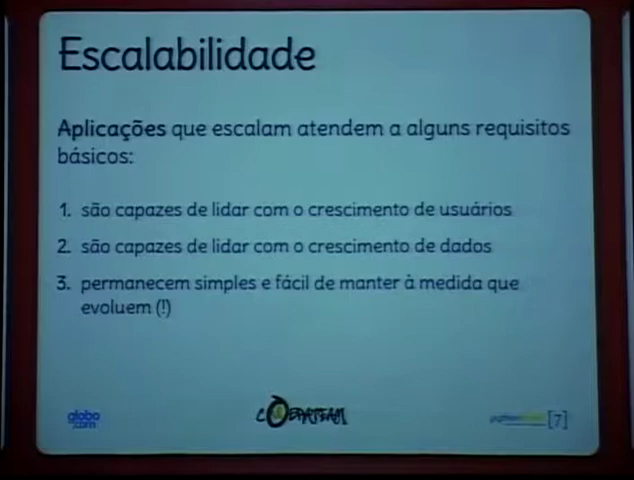 Escalabilidade
Aplicações que escalam atendem a alguns requisitos
básicos:
1. são capazes de lidar com o crescimento de usuários
2. são capazes de lidar com o crescimento de dados
3. permanecem simples e fácil de manter à medida que
evoluem (!)
globo
.com
[7]